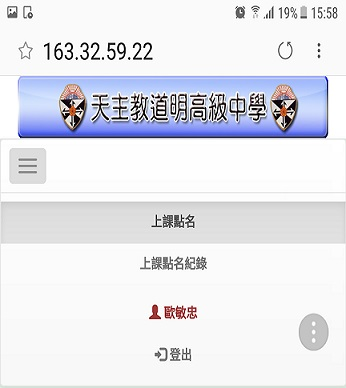 19% 15:58
163.32.59.22
天主教道明高級中學
上課點名
上課點名紀錄
歐敏忠
登出